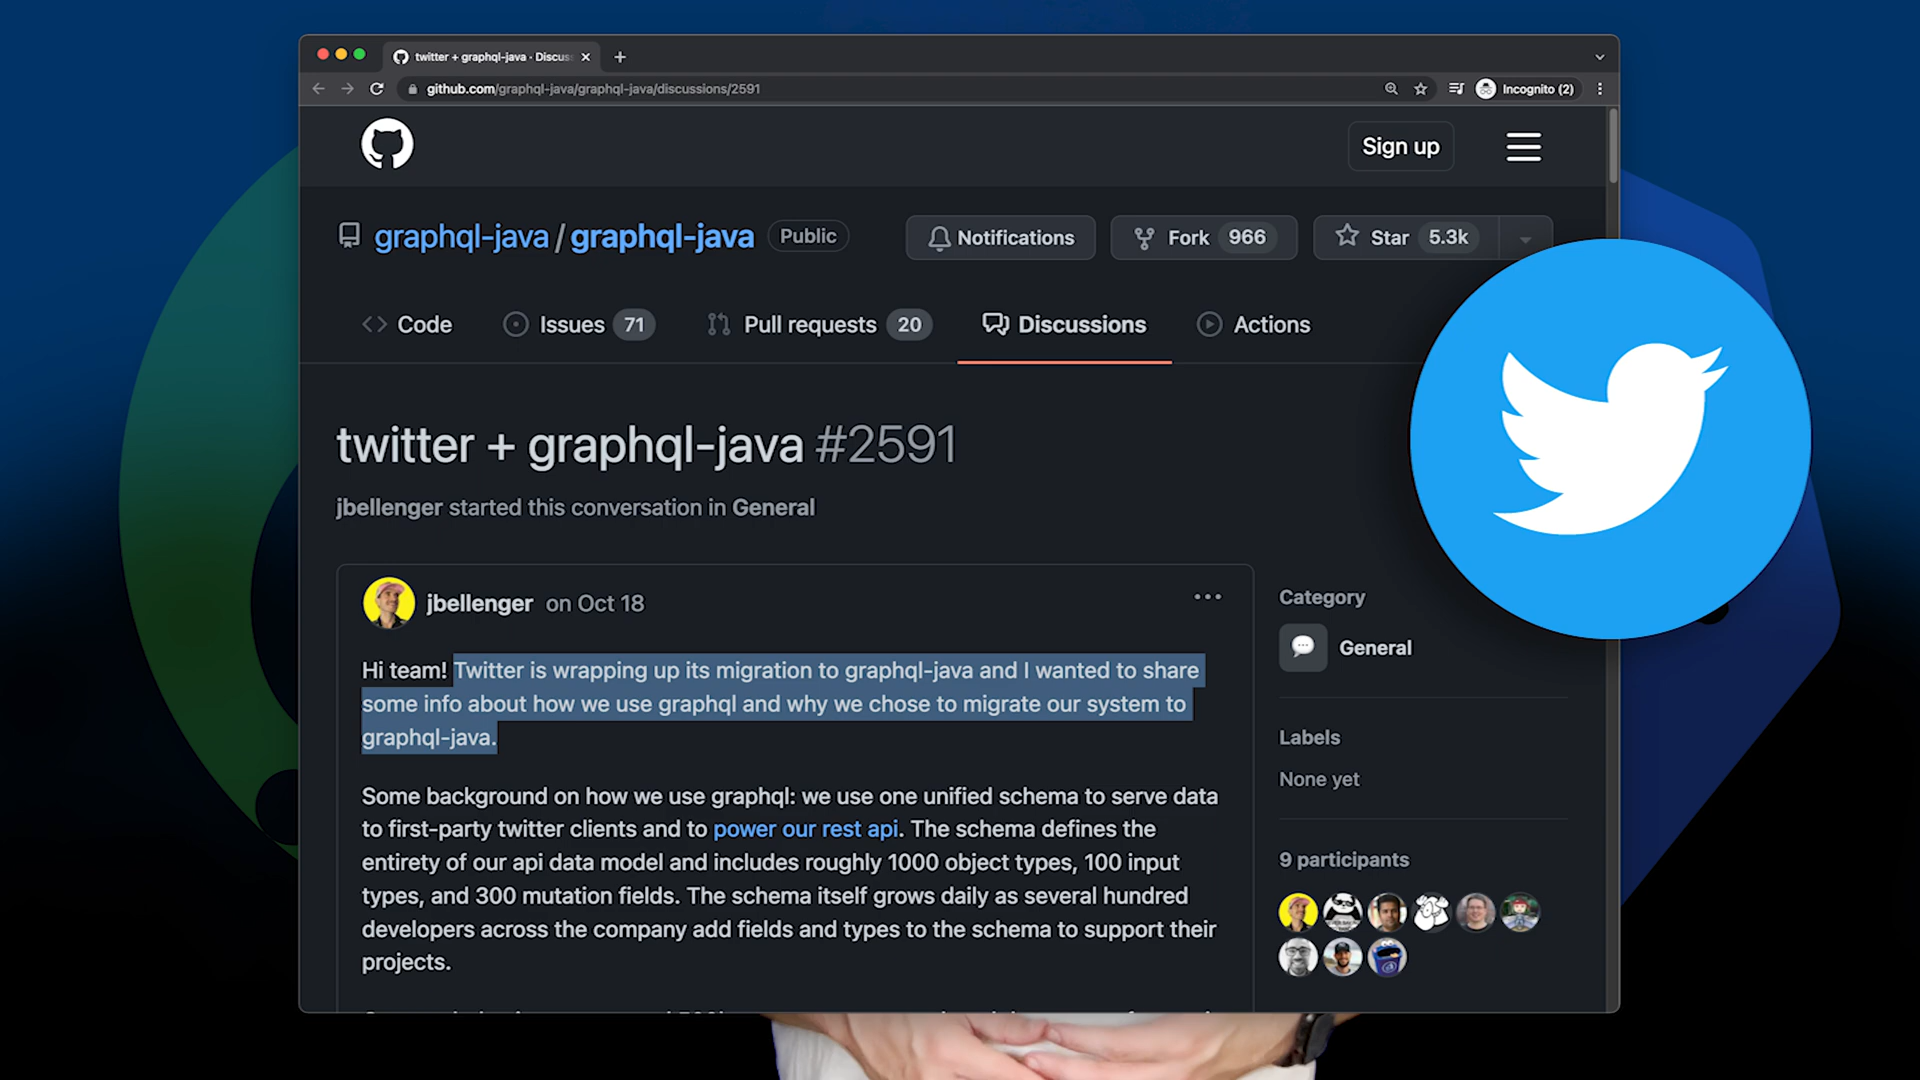 twitter + graphql-java · Discus
github.com/graphql-java/graphql-java/discussions/2591
Incognito (2)
Sign up
graphql-java / graphql-java
Public
Notifications
Fork 966
Star 5.3k
Code
Issues 71
Pull requests 20
Discussions
Actions
twitter + graphql-java #2591
jbellenger started this conversation in General
jbellenger on Oct 18
Hi team! Twitter is wrapping up its migration to graphql-java and I wanted to share
some info about how we use graphql and why we chose to migrate our system to
graphql-java.
Some background on how we use graphql: we use one unified schema to serve data
to first-party twitter clients and to power our rest api. The schema defines the
entirety of our api data model and includes roughly 1000 object types, 100 input
types, and 300 mutation fields. The schema itself grows daily as several hundred
developers across the company add fields and types to the schema to support their
projects.
Category
General
Labels
None yet
9 participants